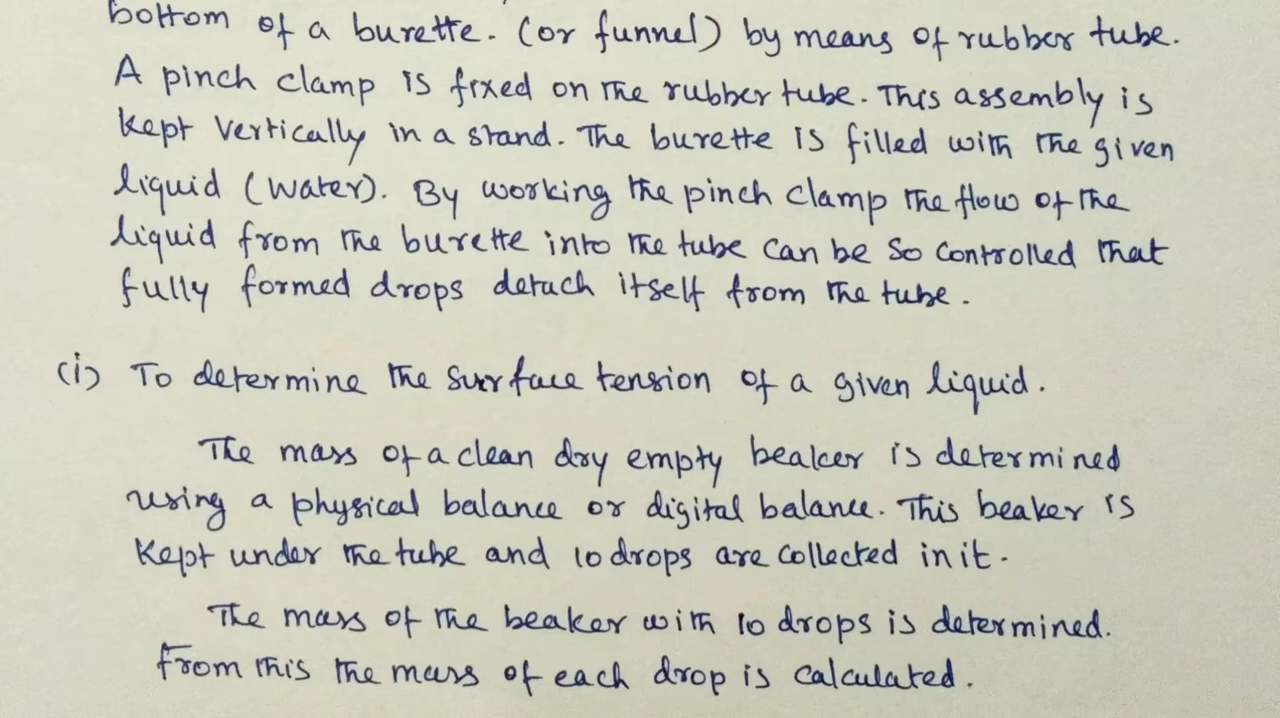 bottom of a burette. (or funnel) by means of rubber tube.
A pinch clamp is fixed on the rubber tube. This assembly is
kept vertically in a stand. The burette is filled with the given
liquid (water). By working the pinch clamp the flow of the
liquid from the burette into the tube can be so controlled that
fully formed drops detach itself from the tube.
(i) To determine the surface tension of a given liquid.
The mass of a clean dry empty beaker is determined
using a physical balance or digital balance. This beaker is
kept under the tube and 10 drops are collected in it.
The mass of the beaker with 10 drops is determined.
From this the mass of each drop is calculated.